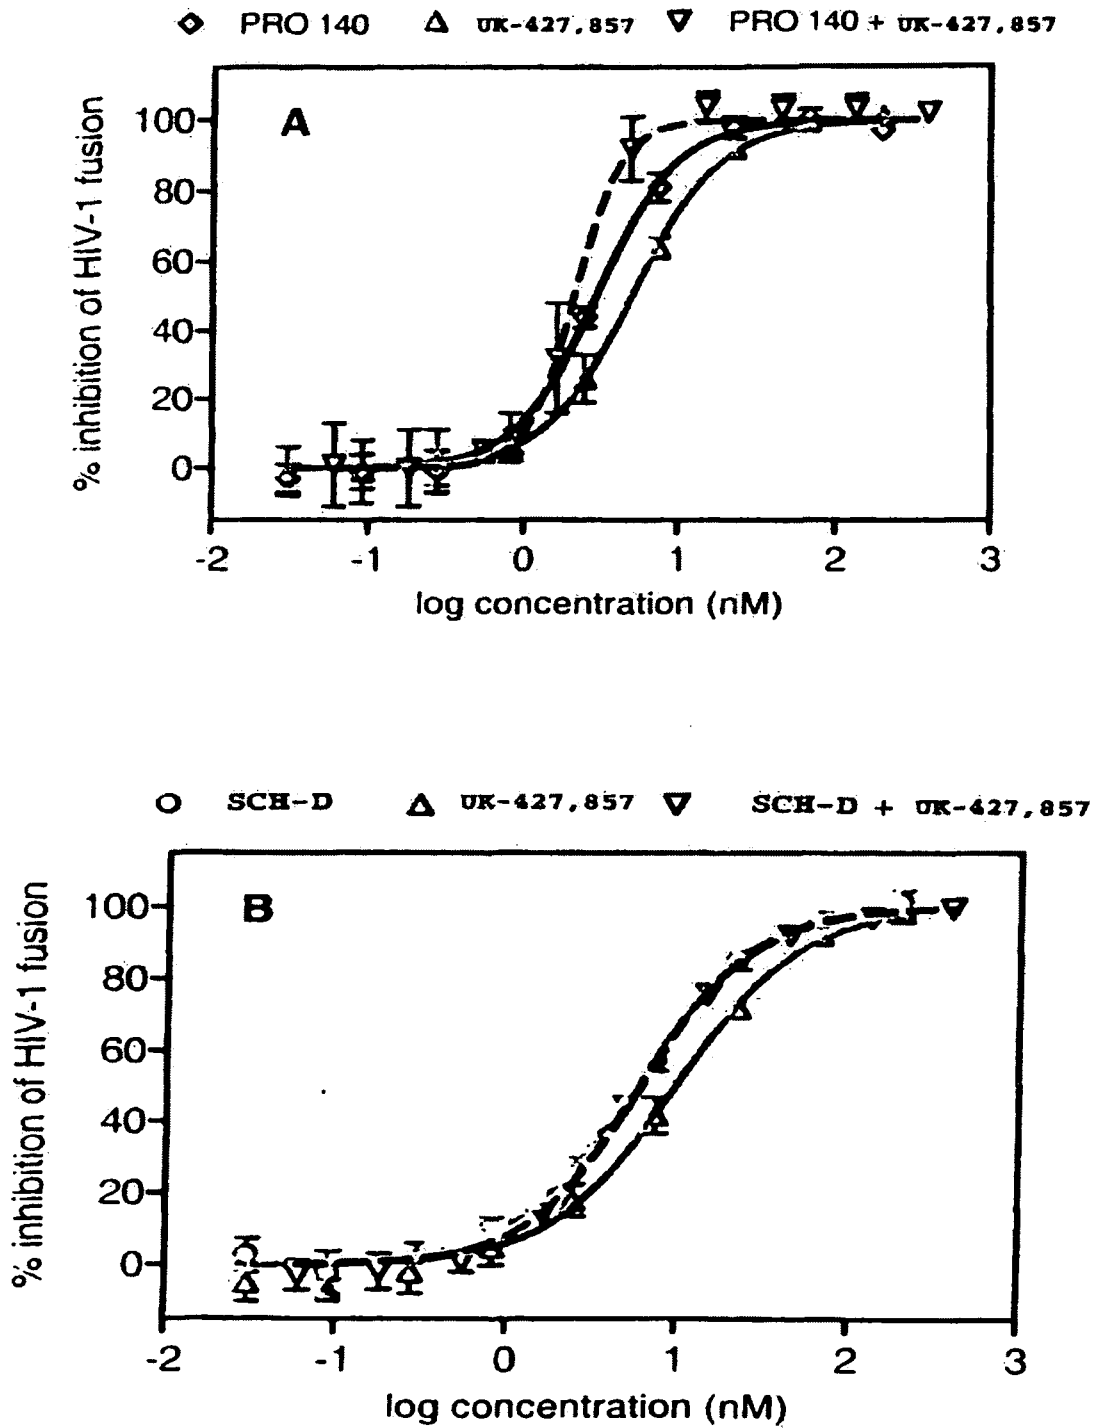 PRO 140 UK-427,857 PRO 140 + UK-427,857
A
% inhibition of HIV-1 fusion
100
80
60
40
20
0
-2 -1 0 1 2 3
log concentration (nM)
SCH-D UK-427,857 SCH-D + UK-427,857
B
% inhibition of HIV-1 fusion
100
80
60
40
20
0
-2 -1 0 1 2 3
log concentration (nM)